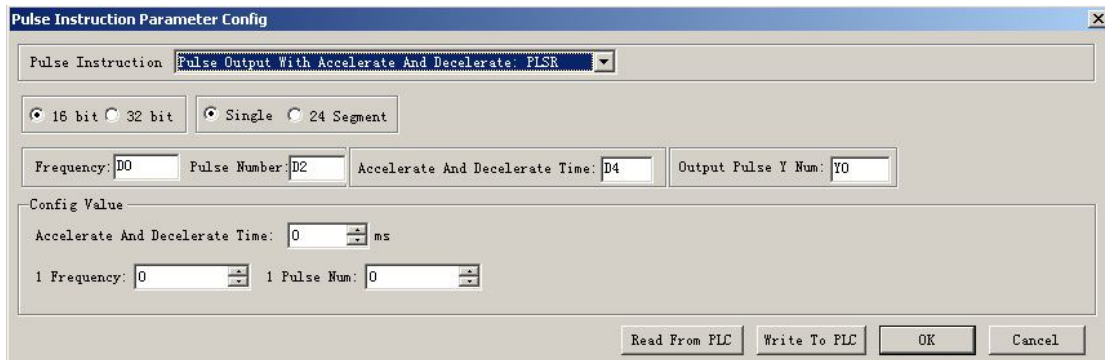 Pulse Instruction Parameter Config
Pulse Instruction Pulse Output With Accelerate And Decelerate: PLSR
16 bit 32 bit Single 24 Segment
Frequency: D0 Pulse Number: D2 Accelerate And Decelerate Time: D4 Output Pulse Y Num: Y0
Config Value
Accelerate And Decelerate Time: 0 ms
1 Frequency: 0 1 Pulse Num: 0
Read From PLC Write To PLC OK Cancel